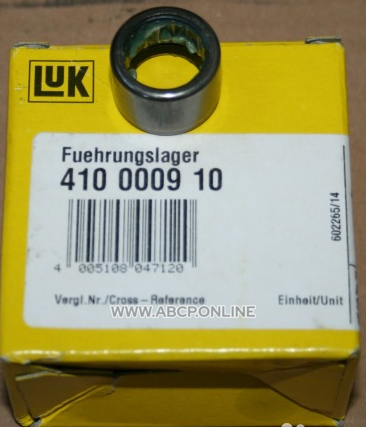 LUK
Fuehrungslager
410 0009 10
602265/14
4 005108 047120
Vergl.Nr./Cross - Reference Einheit/Unit
WWW.ABCP.ONLINE